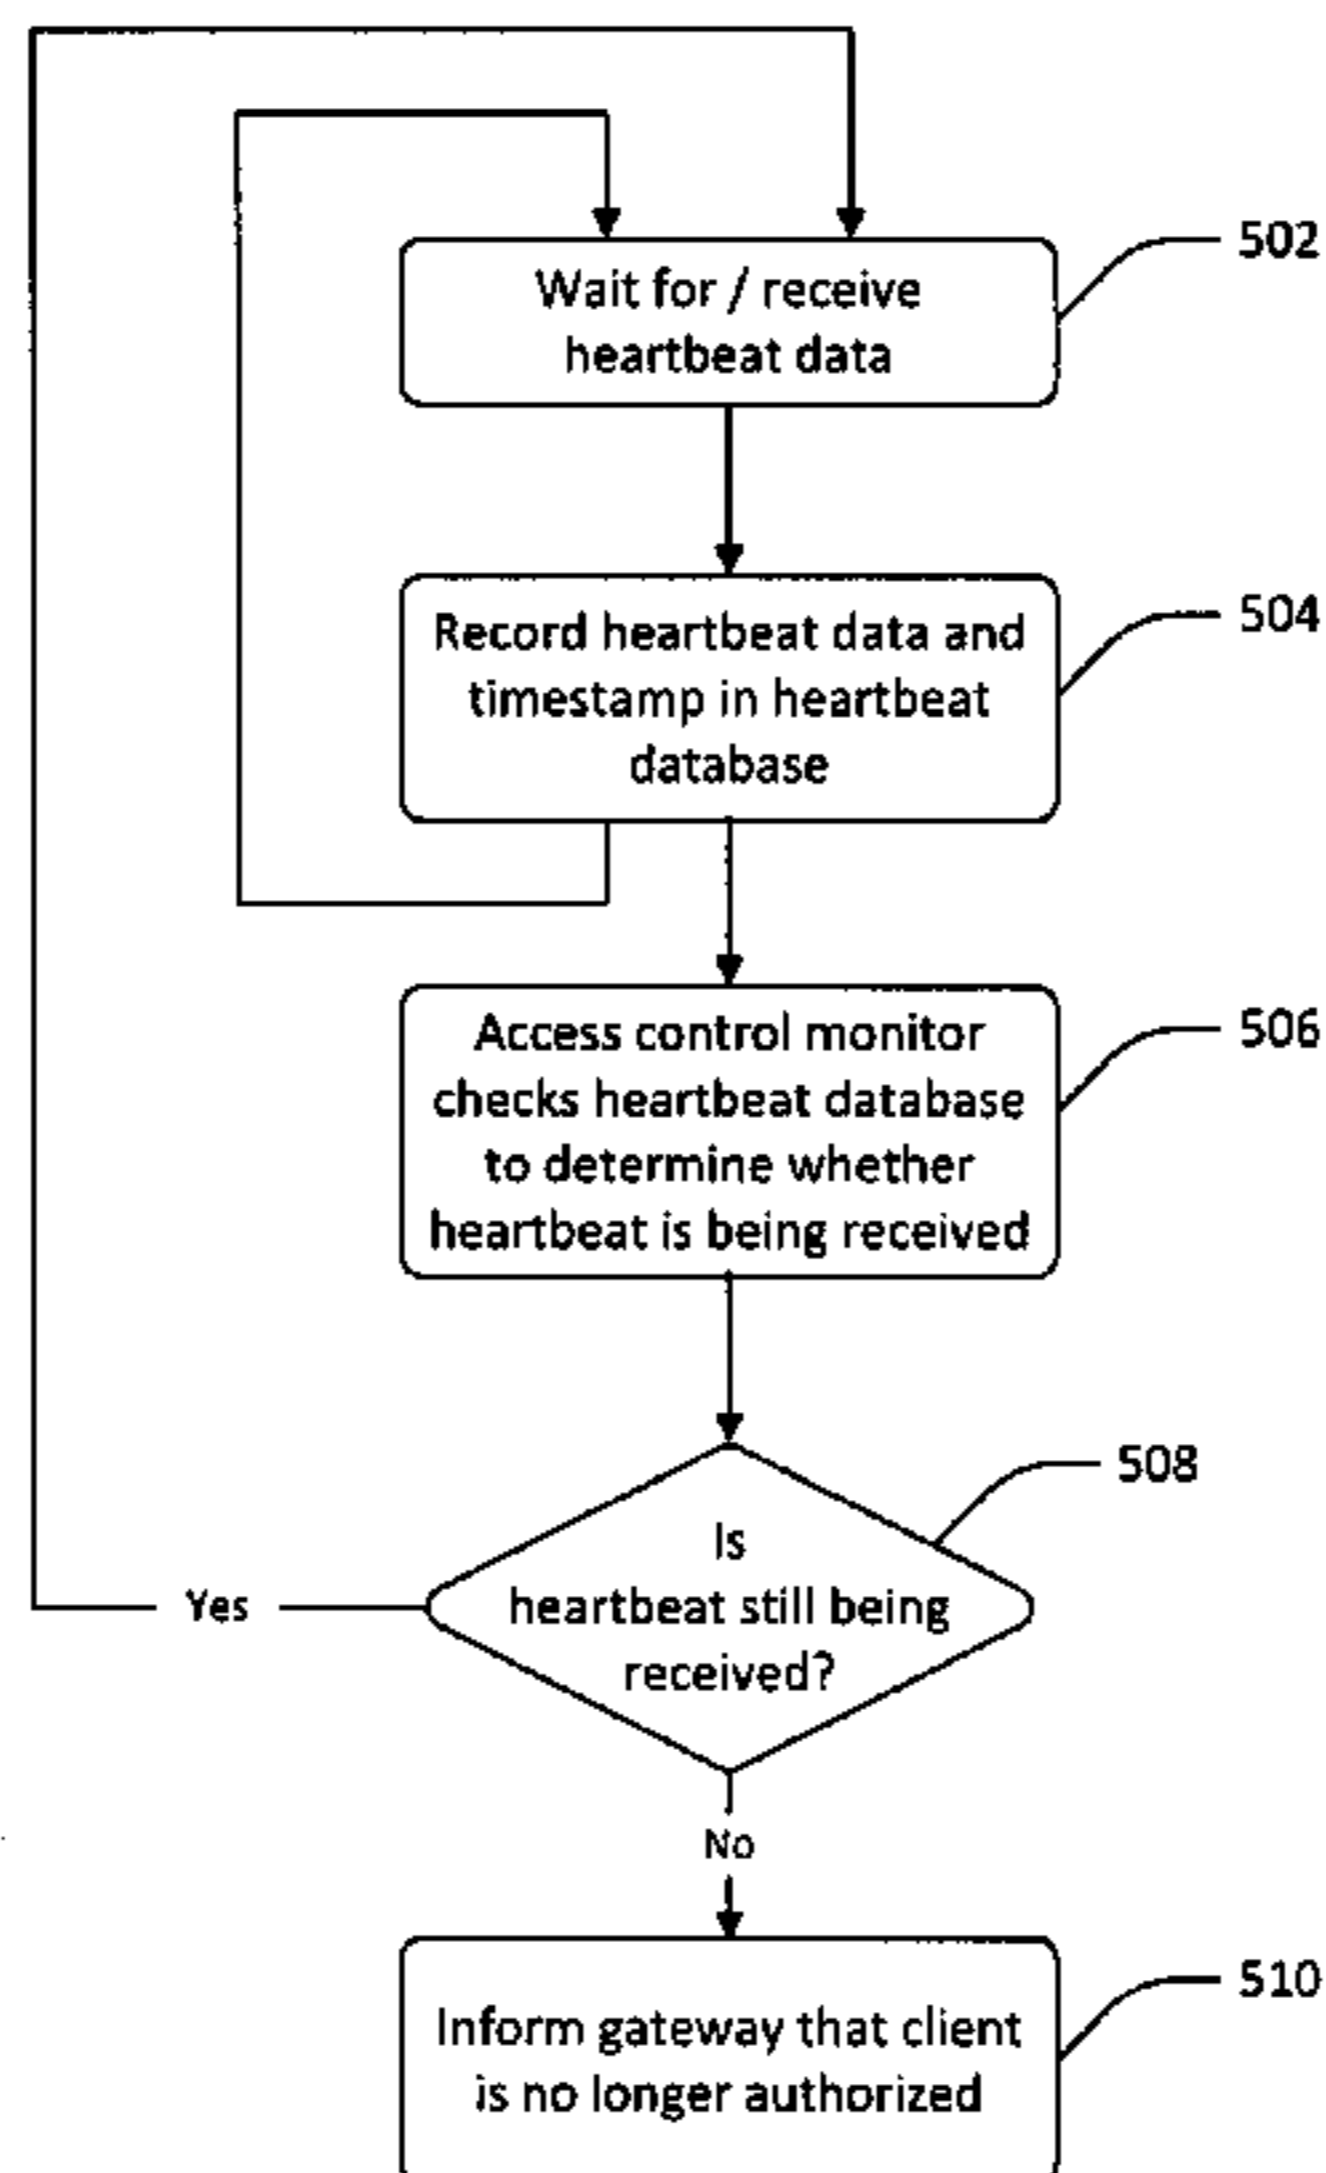 502
Wait for / receive
heartbeat data
504
Record heartbeat data and
timestamp in heartbeat
database
506
Access control monitor
checks heartbeat database
to determine whether
heartbeat is being received
508
Is
heartbeat still being
received?
Yes
No
510
Inform gateway that client
is no longer authorized